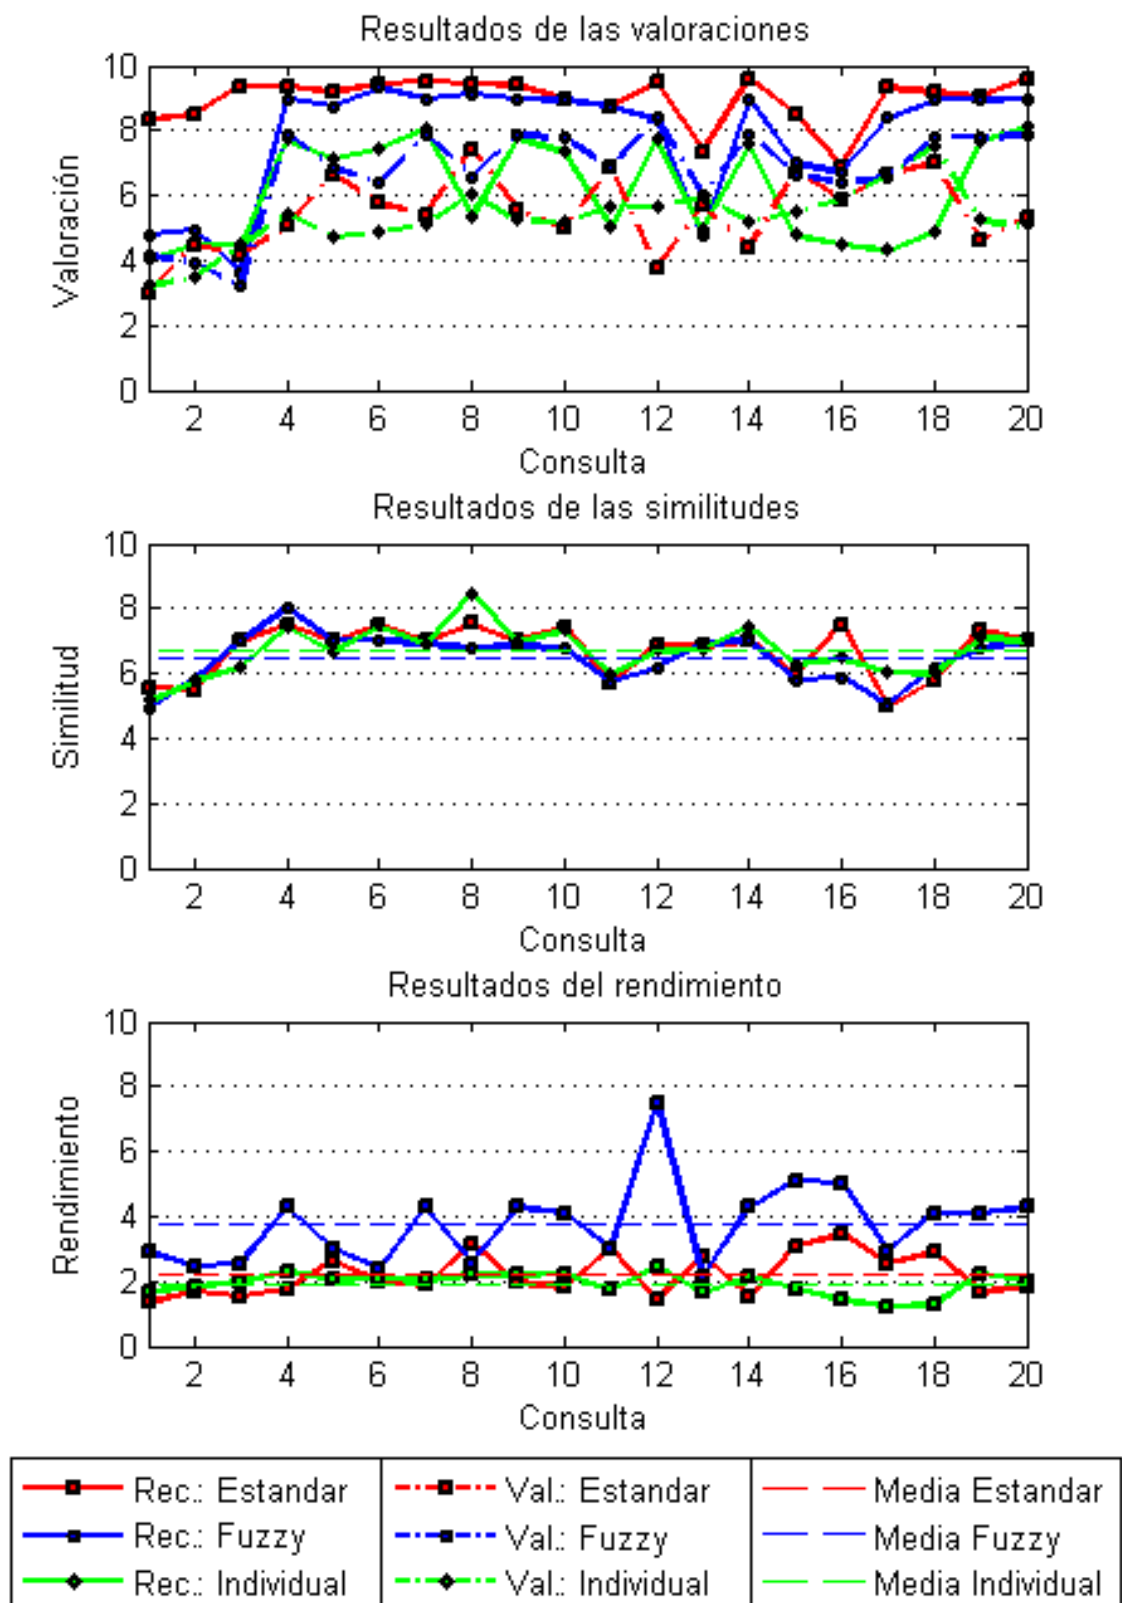 Resultados de las valoraciones
10
8
6
4
2
0
Valoración
2 4 6 8 10 12 14 16 18 20
Consulta
Resultados de las similitudes
10
8
6
4
2
0
Similitud
2 4 6 8 10 12 14 16 18 20
Consulta
Resultados del rendimiento
10
8
6
4
2
0
Rendimiento
2 4 6 8 10 12 14 16 18 20
Consulta
Rec.: Estandar Val.: Estandar Media Estandar
Rec.: Fuzzy Val.: Fuzzy Media Fuzzy
Rec.: Individual Val.: Individual Media Individual